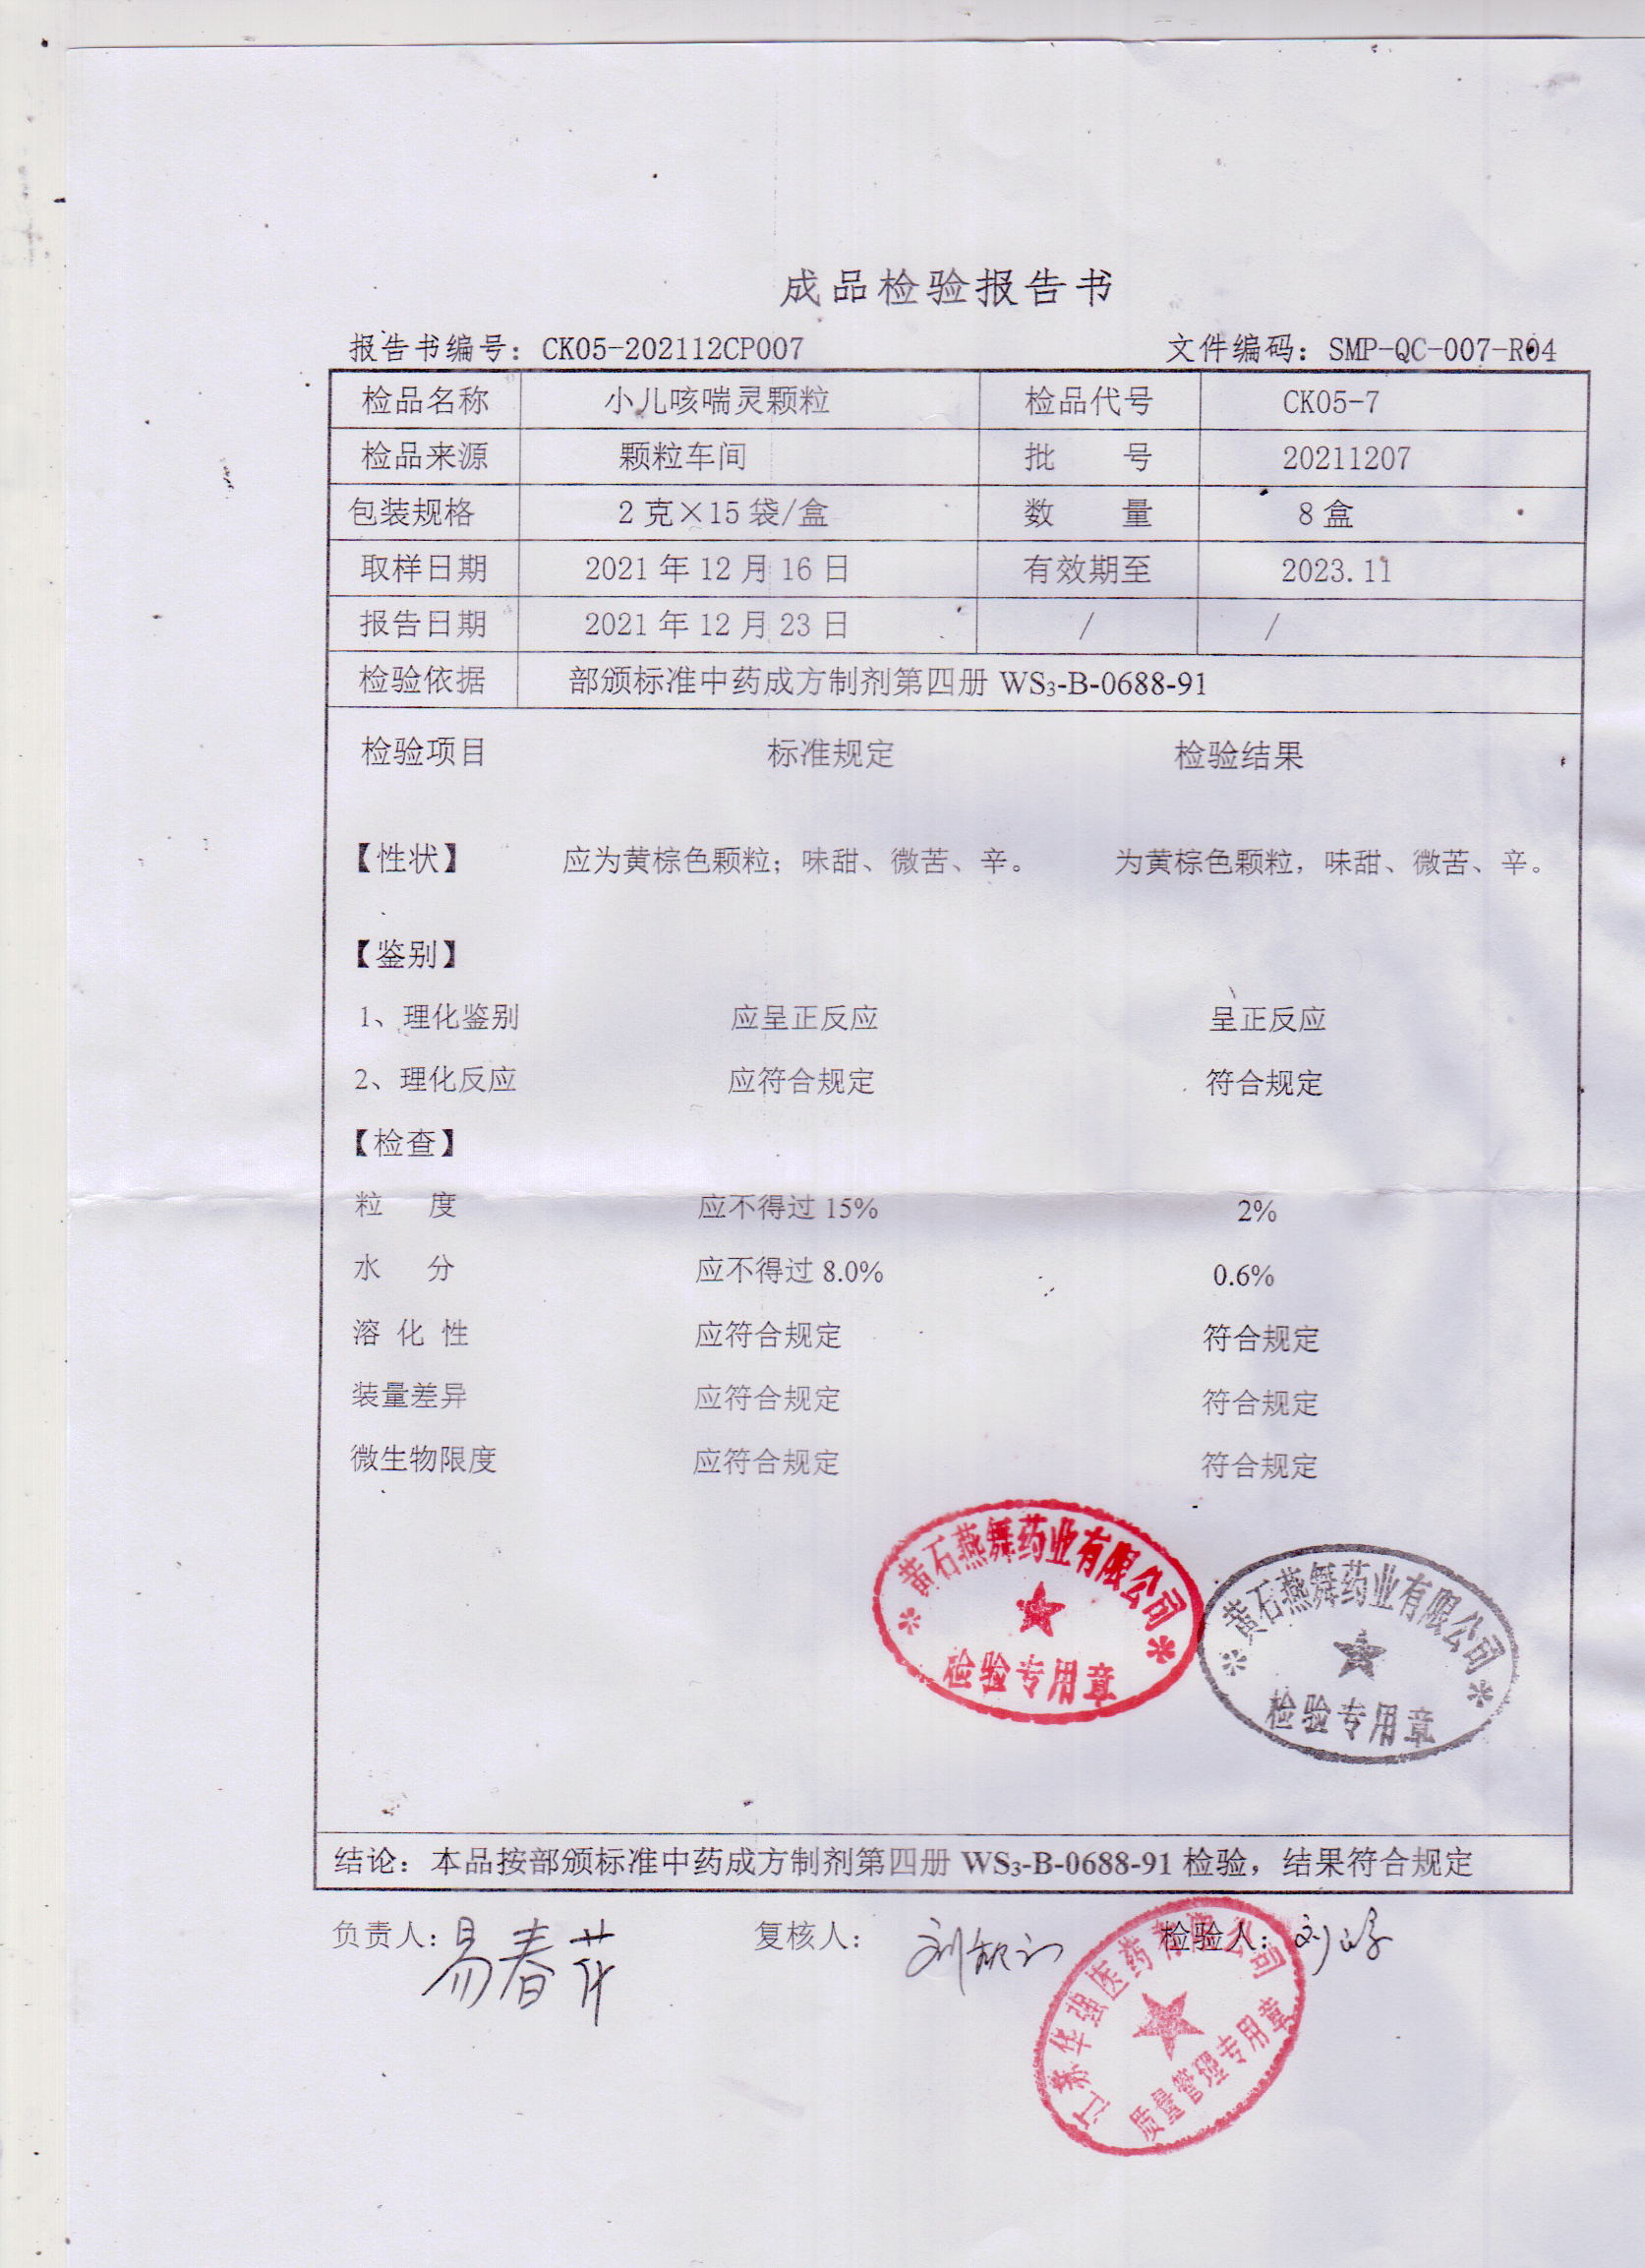 成品检验报告书
报告书编号：CK05-202112CP007 文件编码：SMP-QC-007-R04
检品名称 小儿咳喘灵颗粒 检品代号 CK05-7
检品来源 颗粒车间 批 号 20211207
包装规格 2克×15袋/盒 数 量 8盒
取样日期 2021年12月16日 有效期至 2023.11
报告日期 2021年12月23日 / /
检验依据 部颁标准中药成方制剂第四册 WS₃-B-0688-91
检验项目 标准规定 检验结果
【性状】 应为黄棕色颗粒；味甜、微苦、辛。 为黄棕色颗粒，味甜、微苦、辛。
【鉴别】
1、理化鉴别 应呈正反应 呈正反应
2、理化反应 应符合规定 符合规定
【检查】
粒 度 应不得过 15% 2%
水 分 应不得过 8.0% 0.6%
溶 化 性 应符合规定 符合规定
装量差异 应符合规定 符合规定
微生物限度 应符合规定 符合规定
黄石燕舞药业有限公司
检验专用章
黄石燕舞药业有限公司
检验专用章
结论：本品按部颁标准中药成方制剂第四册 WS₃-B-0688-91 检验，结果符合规定
负责人：易春花 复核人： 检验人：
江泰华强医药有限公司
质量管理专用章